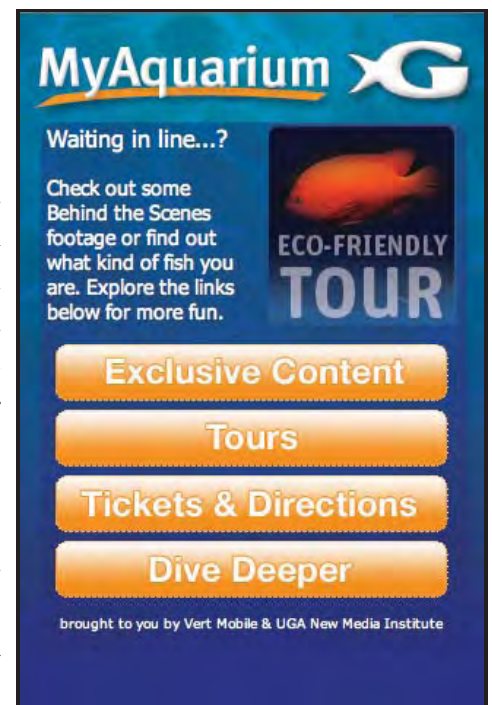 MyAquarium G
Waiting in line...?
Check out some
Behind the Scenes
footage or find out
what kind of fish you
are. Explore the links
below for more fun.
ECO-FRIENDLY
TOUR
Exclusive Content
Tours
Tickets & Directions
Dive Deeper
brought to you by Vert Mobile & UGA New Media Institute